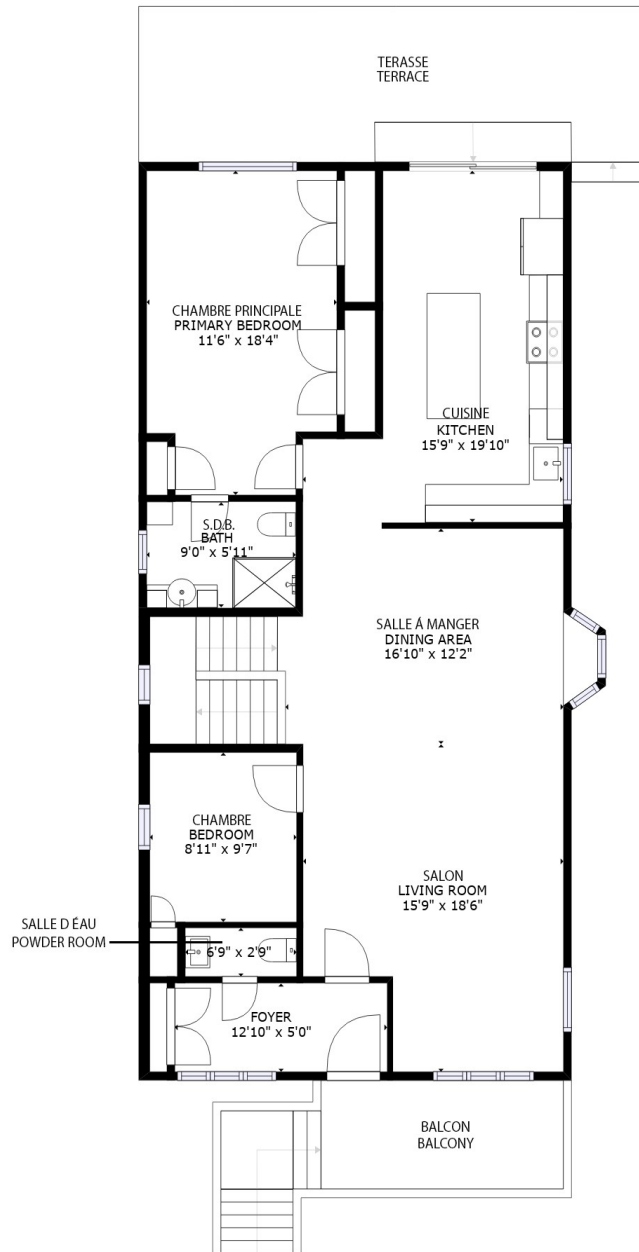 TERASSE
TERRACE
CHAMBRE PRINCIPALE
PRIMARY BEDROOM
11'6" x 18'4"
CUISINE
KITCHEN
15'9" x 19'10"
S.D.B.
BATH
9'0" x 5'11"
SALLE Á MANGER
DINING AREA
16'10" x 12'2"
CHAMBRE
BEDROOM
8'11" x 9'7"
SALON
LIVING ROOM
15'9" x 18'6"
SALLE D ÉAU
POWDER ROOM
6'9" x 2'9"
FOYER
12'10" x 5'0"
BALCON
BALCONY